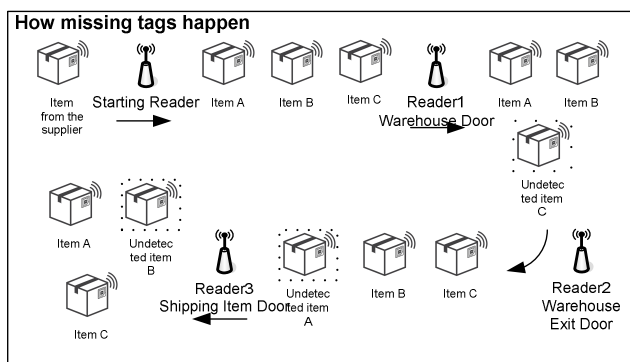 How missing tags happen
Item
from the
supplier
Starting Reader
Item A
Item B
Item C
Reader1
Warehouse Door
Item A
Item B
Undetec
ted item
C
Item A
Undetec
ted item
B
Item C
Reader3
Shipping Item Door
Undetec
ted item
A
Item B
Item C
Reader2
Warehouse
Exit Door